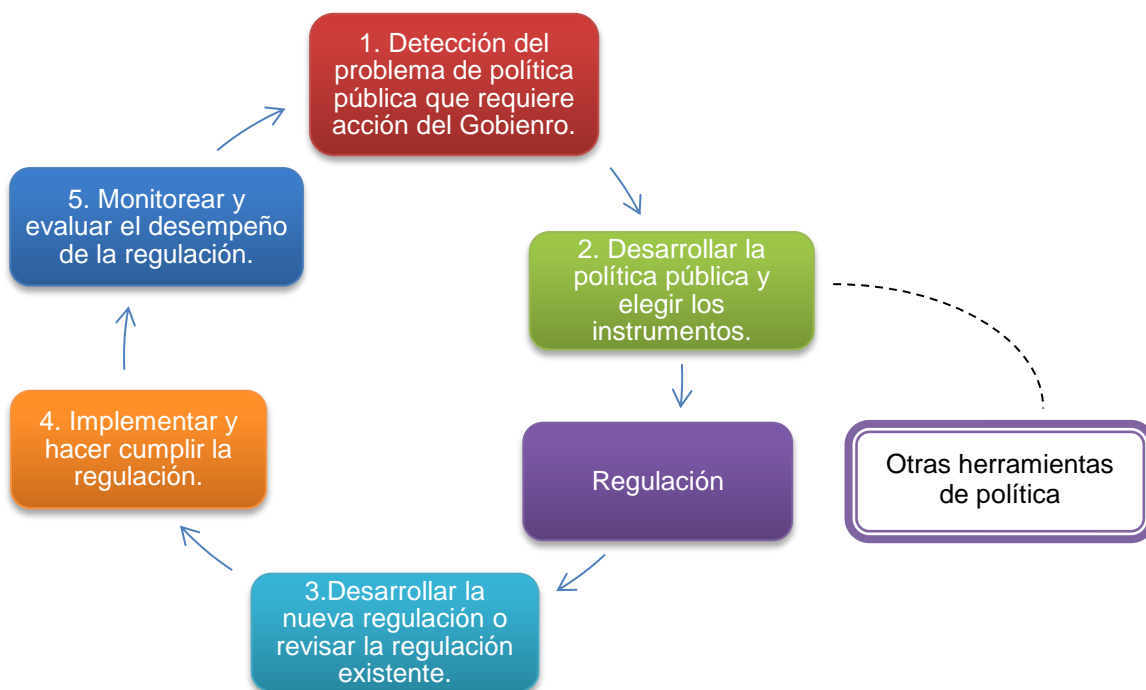 1. Detección del
problema de política
pública que requiere
acción del Gobienro.
5. Monitorear y
evaluar el desempeño
de la regulación.
2. Desarrollar la
política pública y
elegir los
instrumentos.
4. Implementar y
hacer cumplir la
regulación.
Regulación
Otras herramientas
de política
3.Desarrollar la
nueva regulación o
revisar la regulación
existente.